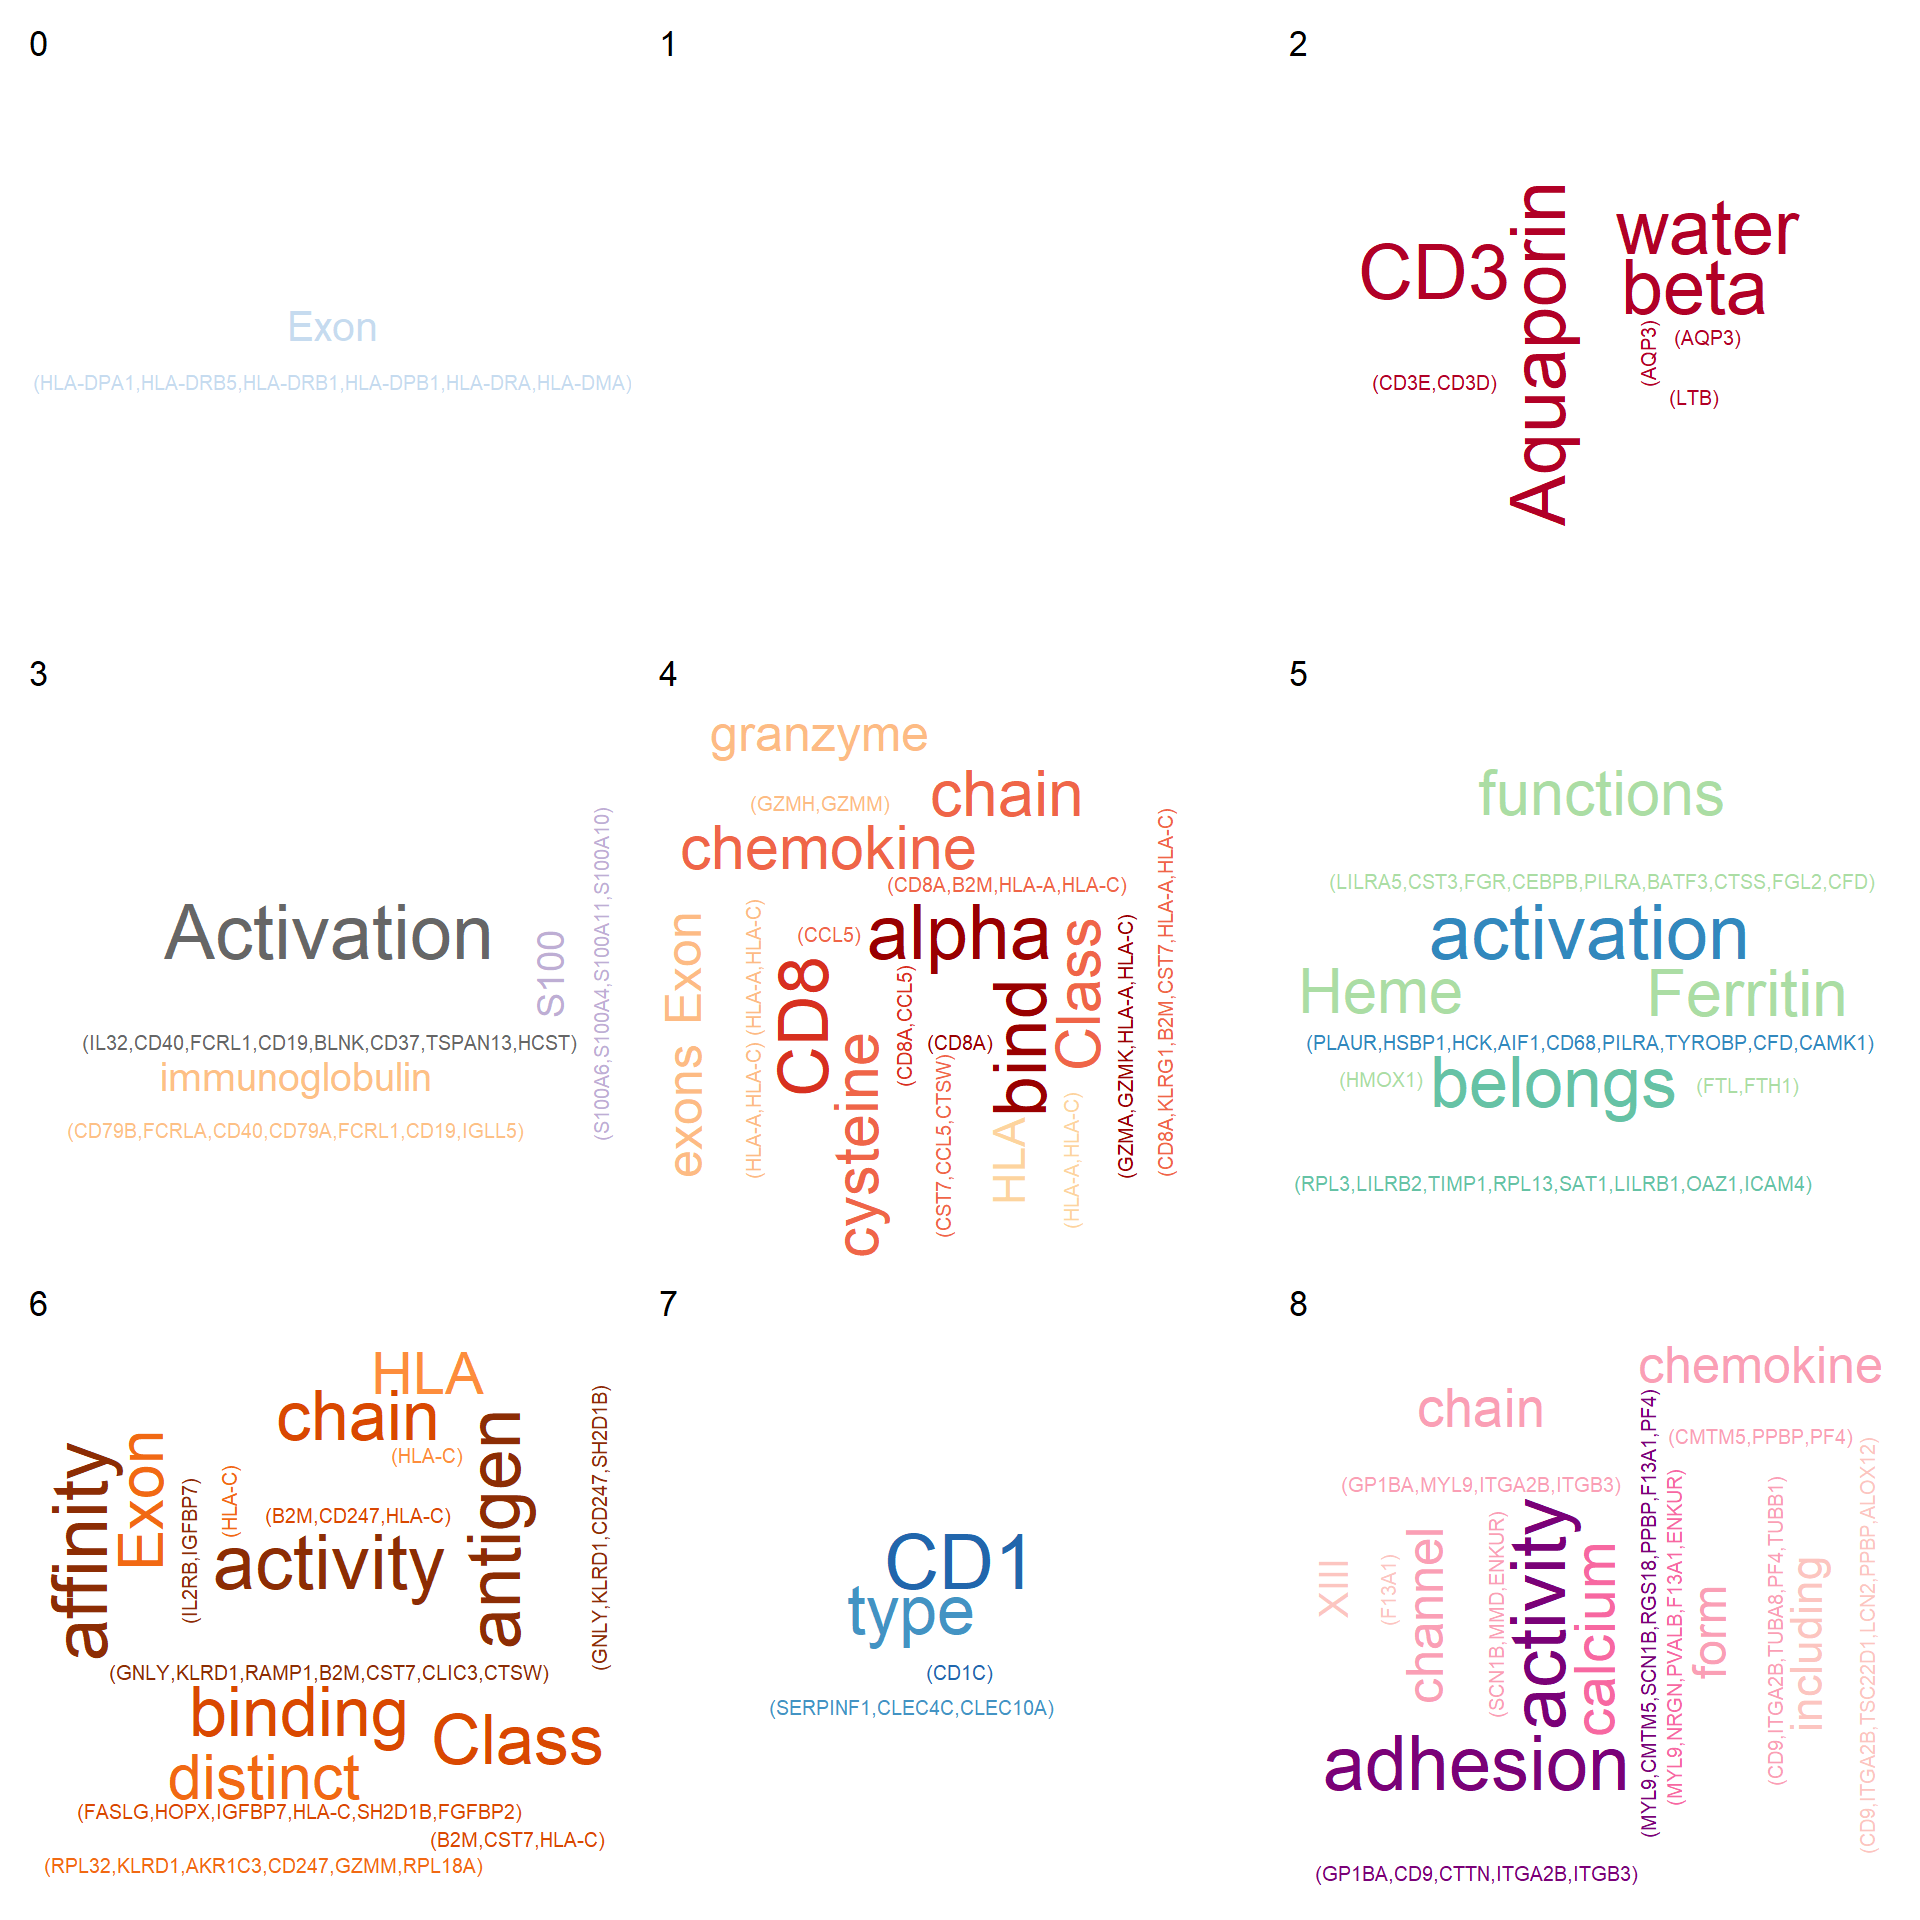 0
Exon
(HLA-DPA1,HLA-DRB5,HLA-DRB1,HLA-DPB1,HLA-DRA,HLA-DMA)
1
2
water
CD3
Aquaporin
beta
(AQP3)
(AQP3)
(CD3E,CD3D)
(LTB)
3
Activation
S100
(S100A6,S100A4,S100A11,S100A10)
(IL32,CD40,FCRL1,CD19,BLNK,CD37,TSPAN13,HCST)
immunoglobulin
(CD79B,FCRLA,CD40,CD79A,FCRL1,CD19,IGLL5)
4
granzyme
chain
(GZMH,GZMM)
chemokine
(CD8A,B2M,HLA-A,HLA-C)
alpha
(CCL5)
Exon
(HLA-A,HLA-C)
CD8
(CD8A,CCL5)
(CD8A)
bind
Class
(GZMA,GZMK,HLA-A,HLA-C)
(CD8A,KLRG1,B2M,CST7,HLA-A,HLA-C)
exons
(HLA-A,HLA-C)
cysteine
(CST7,CCL5,CTSW)
HLA
(HLA-A,HLA-C)
5
functions
(LILRA5,CST3,FGR,CEBPB,PILRA,BATF3,CTSS,FGL2,CFD)
activation
Heme
Ferritin
(PLAUR,HSBP1,HCK,AIF1,CD68,PILRA,TYROBP,CFD,CAMK1)
(HMOX1)
belongs
(FTL,FTH1)
(RPL3,LILRB2,TIMP1,RPL13,SAT1,LILRB1,OAZ1,ICAM4)
6
HLA
chain
(HLA-C)
affinity
Exon
(IL2RB,IGFBP7)
(HLA-C)
(B2M,CD247,HLA-C)
activity
antigen
(GNLY,KLRD1,CD247,SH2D1B)
(GNLY,KLRD1,RAMP1,B2M,CST7,CLIC3,CTSW)
binding
Class
distinct
(FASLG,HOPX,IGFBP7,HLA-C,SH2D1B,FGFBP2)
(B2M,CST7,HLA-C)
(RPL32,KLRD1,AKR1C3,CD247,GZMM,RPL18A)
7
CD1
type
(CD1C)
(SERPINF1,CLEC4C,CLEC10A)
8
chemokine
chain
(CMTM5,PPBP,PF4)
(GP1BA,MYL9,ITGA2B,ITGB3)
XIII
(F13A1)
channel
(SCN1B,MMD,ENKUR)
activity
calcium
(MYL9,CMTM5,SCN1B,RGS18,PPBP,F13A1,PF4)
(MYL9,NRGN,PVALB,F13A1,ENKUR)
form
(CD9,ITGA2B,TUBA8,PF4,TUBB1)
including
(CD9,ITGA2B,TSC22D1,LCN2,PPBP,ALOX12)
adhesion
(GP1BA,CD9,CTTN,ITGA2B,ITGB3)